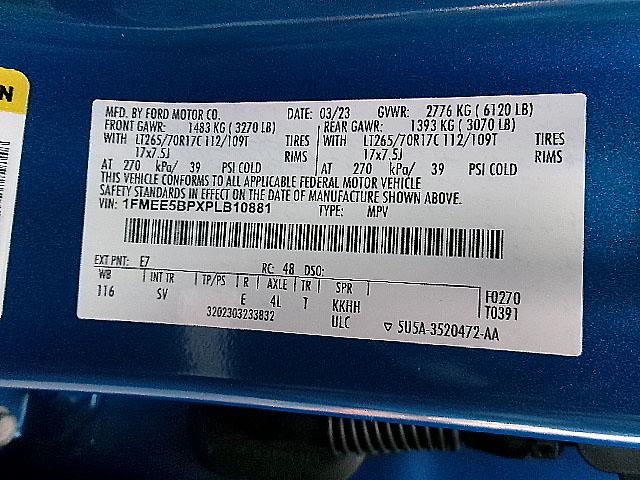 N
MFD. BY FORD MOTOR CO. DATE: 03/23 GVWR: 2776 KG ( 6120 LB)
FRONT GAWR: 1483 KG ( 3270 LB) REAR GAWR: 1393 KG ( 3070 LB)
WITH LT265/70R17C 112/109T TIRES WITH LT265/70R17C 112/109T TIRES
17x7.5J RIMS 17x7.5J RIMS
AT 270 kPa/ 39 PSI COLD AT 270 kPa/ 39 PSI COLD
THIS VEHICLE CONFORMS TO ALL APPLICABLE FEDERAL MOTOR VEHICLE
SAFETY STANDARDS IN EFFECT ON THE DATE OF MANUFACTURE SHOWN ABOVE.
VIN: 1FMEE5BPXPLB10881 TYPE: MPV
EXT PNT: E7 RC: 48 DSO:
WB INT TR TP/PS R AXLE TR SPR
116 SV E 4L T KKHH F0270
3202303233832 ULC T0391
5U5A-3520472-AA